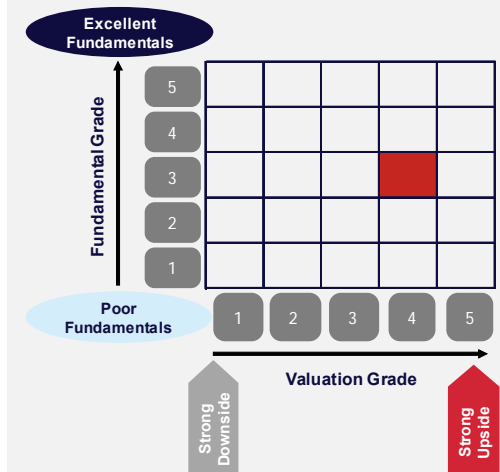 Excellent
Fundamentals
Fundamental Grade
5
4
3
2
1
Poor
Fundamentals
1
2
3
4
5
Valuation Grade
Strong
Downside
Strong
Upside